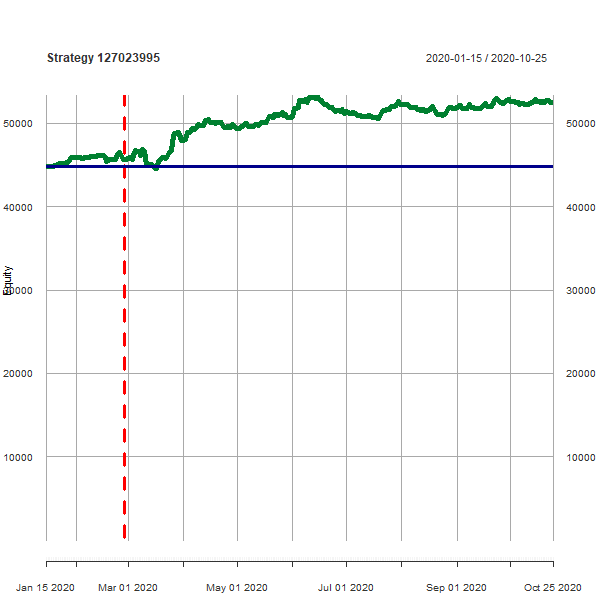 Strategy 127023995
2020-01-15 / 2020-10-25
50000
50000
40000
40000
Equity
30000
30000
20000
20000
10000
10000
Jan 15 2020
Mar 01 2020
May 01 2020
Jul 01 2020
Sep 01 2020
Oct 25 2020